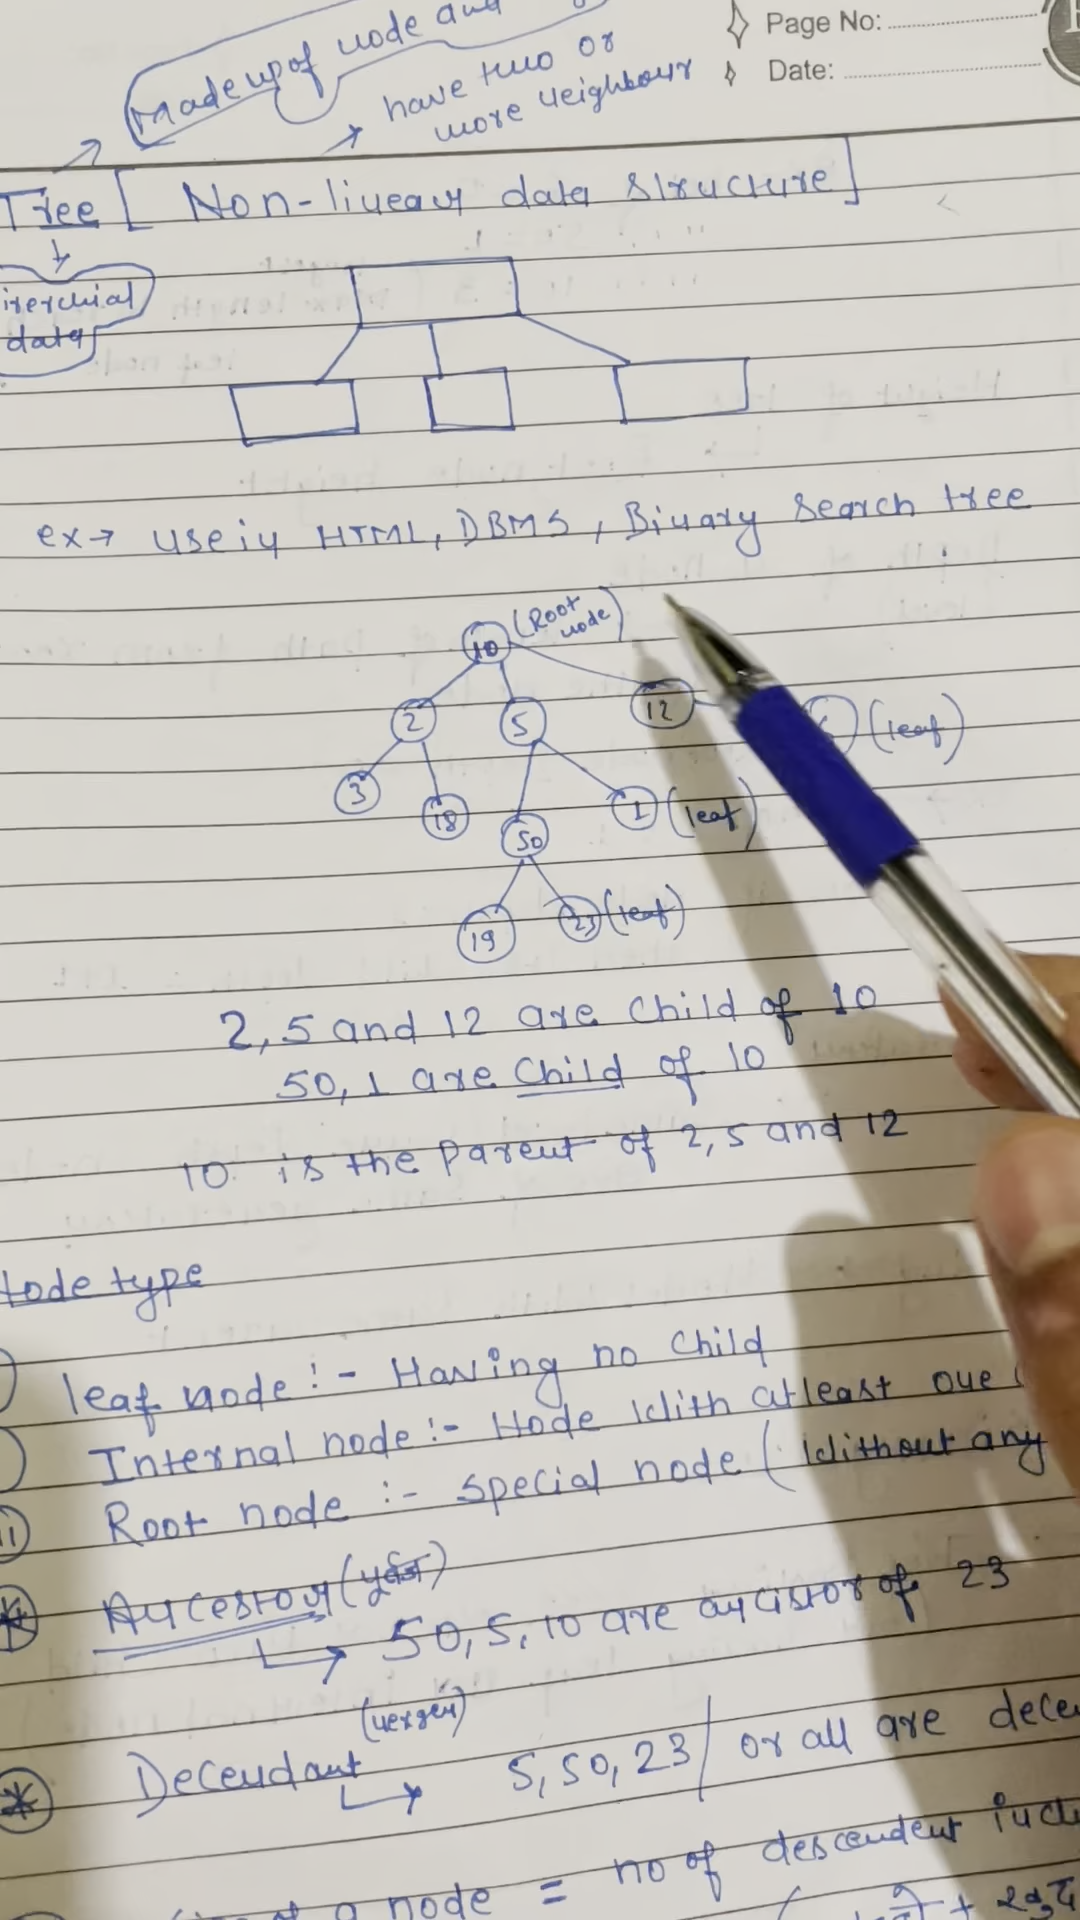 Page No:
Date:
Made up of node and
have two or
more neighbour
Tree [ Non-linear data structure]
data
ex→ use in HTML, DBMS, Binary search tree
10 (Root node)
2 5 12 (leaf)
3 18 50 1 (leaf)
19 23 (leaf)
2, 5 and 12 are child of 10
50, 1 are child of 10
10 is the parent of 2, 5 and 12
Node type
leaf node :- Having no child
Internal node :- Node with atleast one
Root node :- special node ( without any
* Ancestor
↳ 50, 5, 10 are ancistor of 23
* Decendant
↳ 5, 50, 23 / or all are
a node = no of descendent